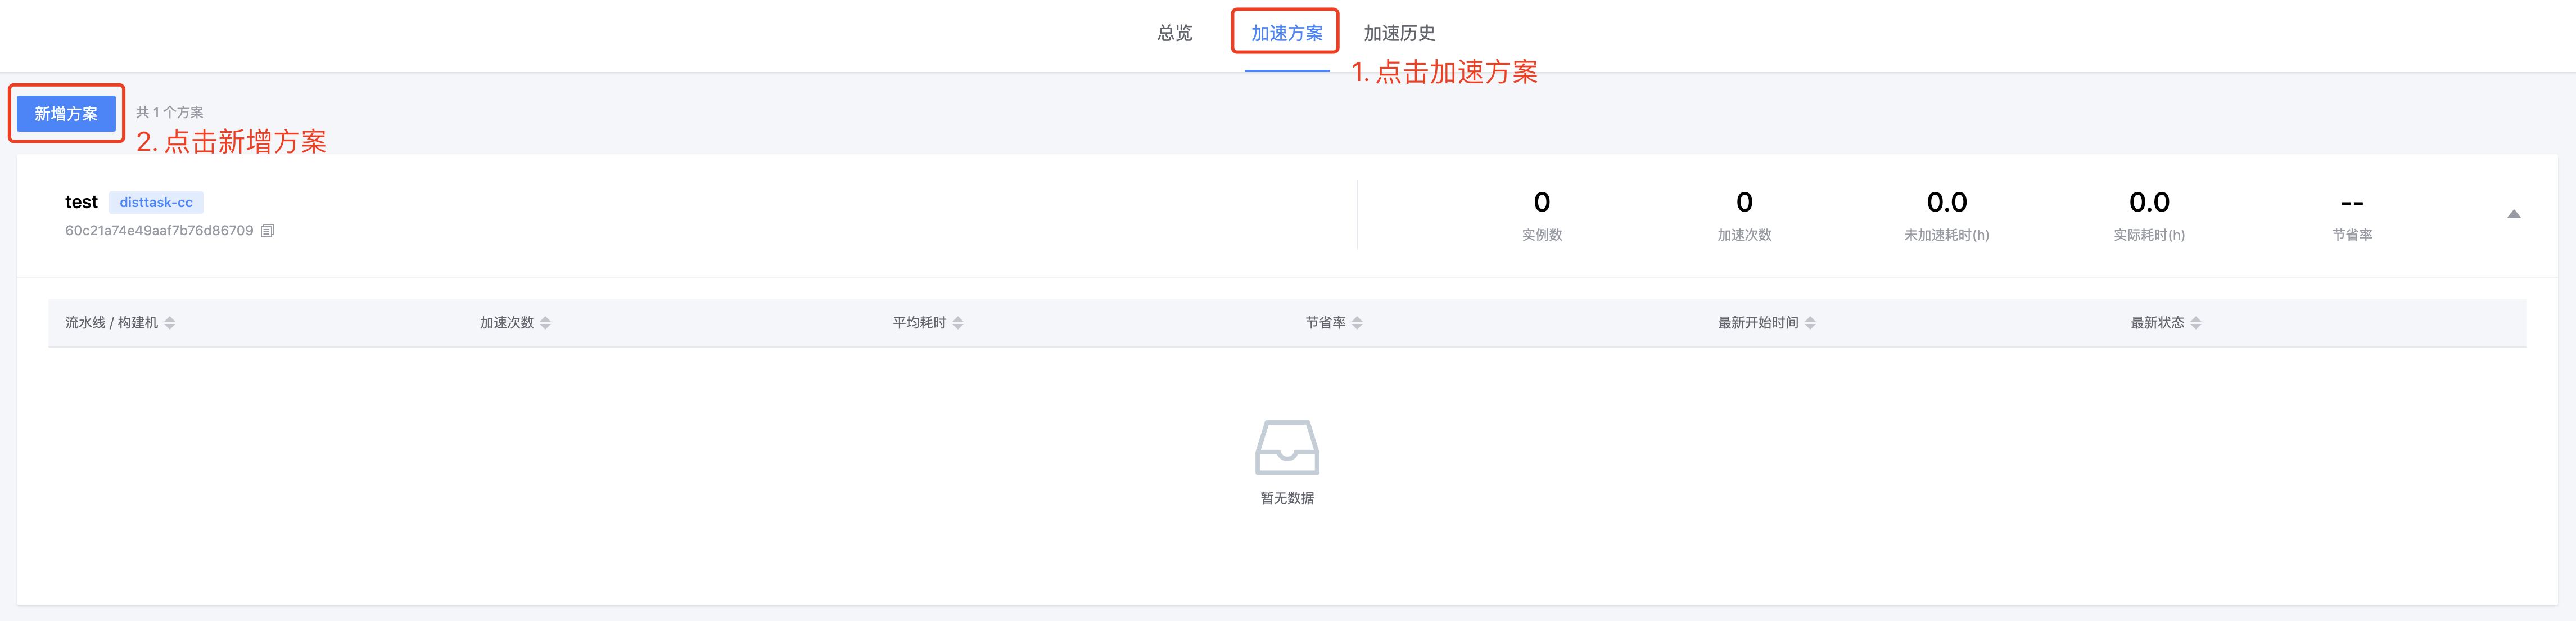 总览 加速方案 加速历史
1. 点击加速方案
新增方案 共 1 个方案
2. 点击新增方案
test disttask-cc
60c21a74e49aaf7b76d86709
0 0 0.0 0.0 --
实例数 加速次数 未加速耗时(h) 实际耗时(h) 节省率
流水线 / 构建机 加速次数 平均耗时 节省率 最新开始时间 最新状态
暂无数据